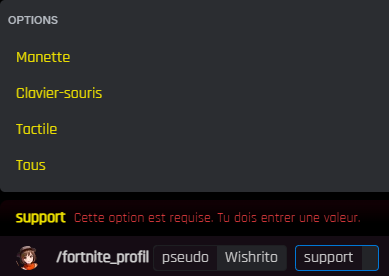 OPTIONS
Manette
Clavier-souris
Tactile
Tous
support Cette option est requise. Tu dois entrer une valeur.
/fortnite_profil pseudo Wishrito support